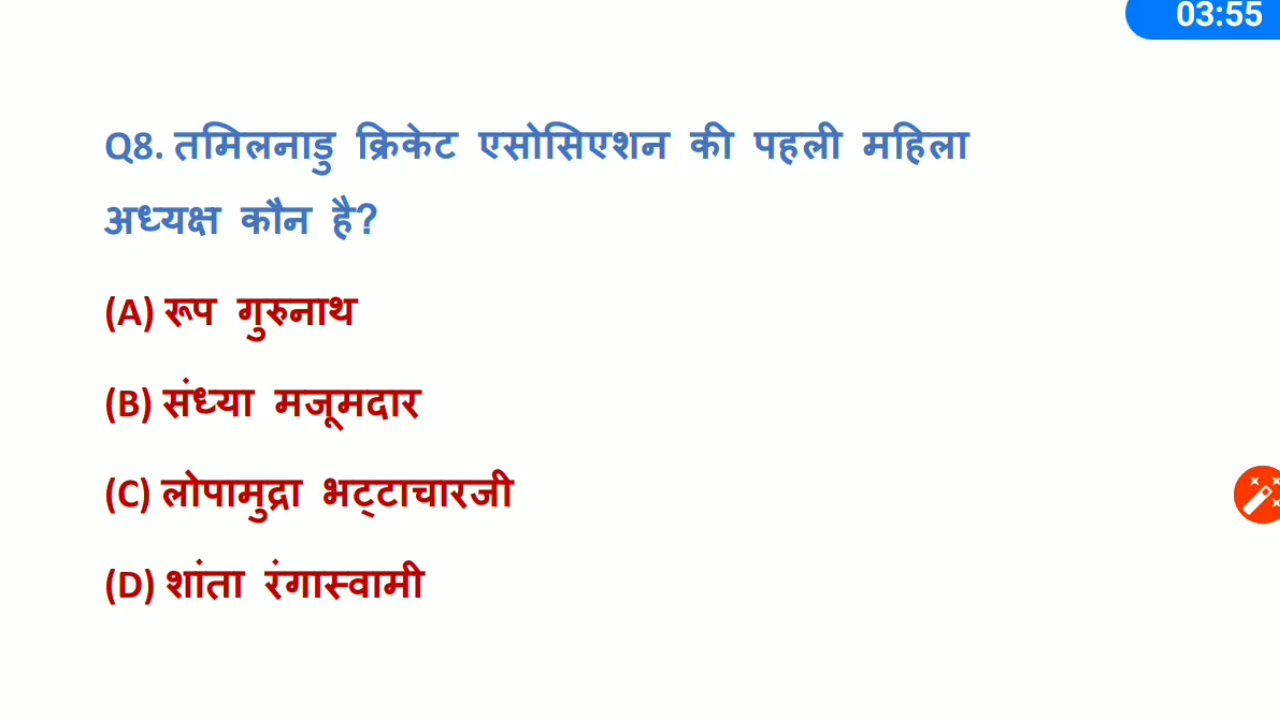 03:55
Q8. तमिलनाडु क्रिकेट एसोसिएशन की पहली महिला
अध्यक्ष कौन है?
(A) रूप गुरुनाथ
(B) संध्या मजूमदार
(C) लोपामुद्रा भट्टाचारजी
(D) शांता रंगास्वामी